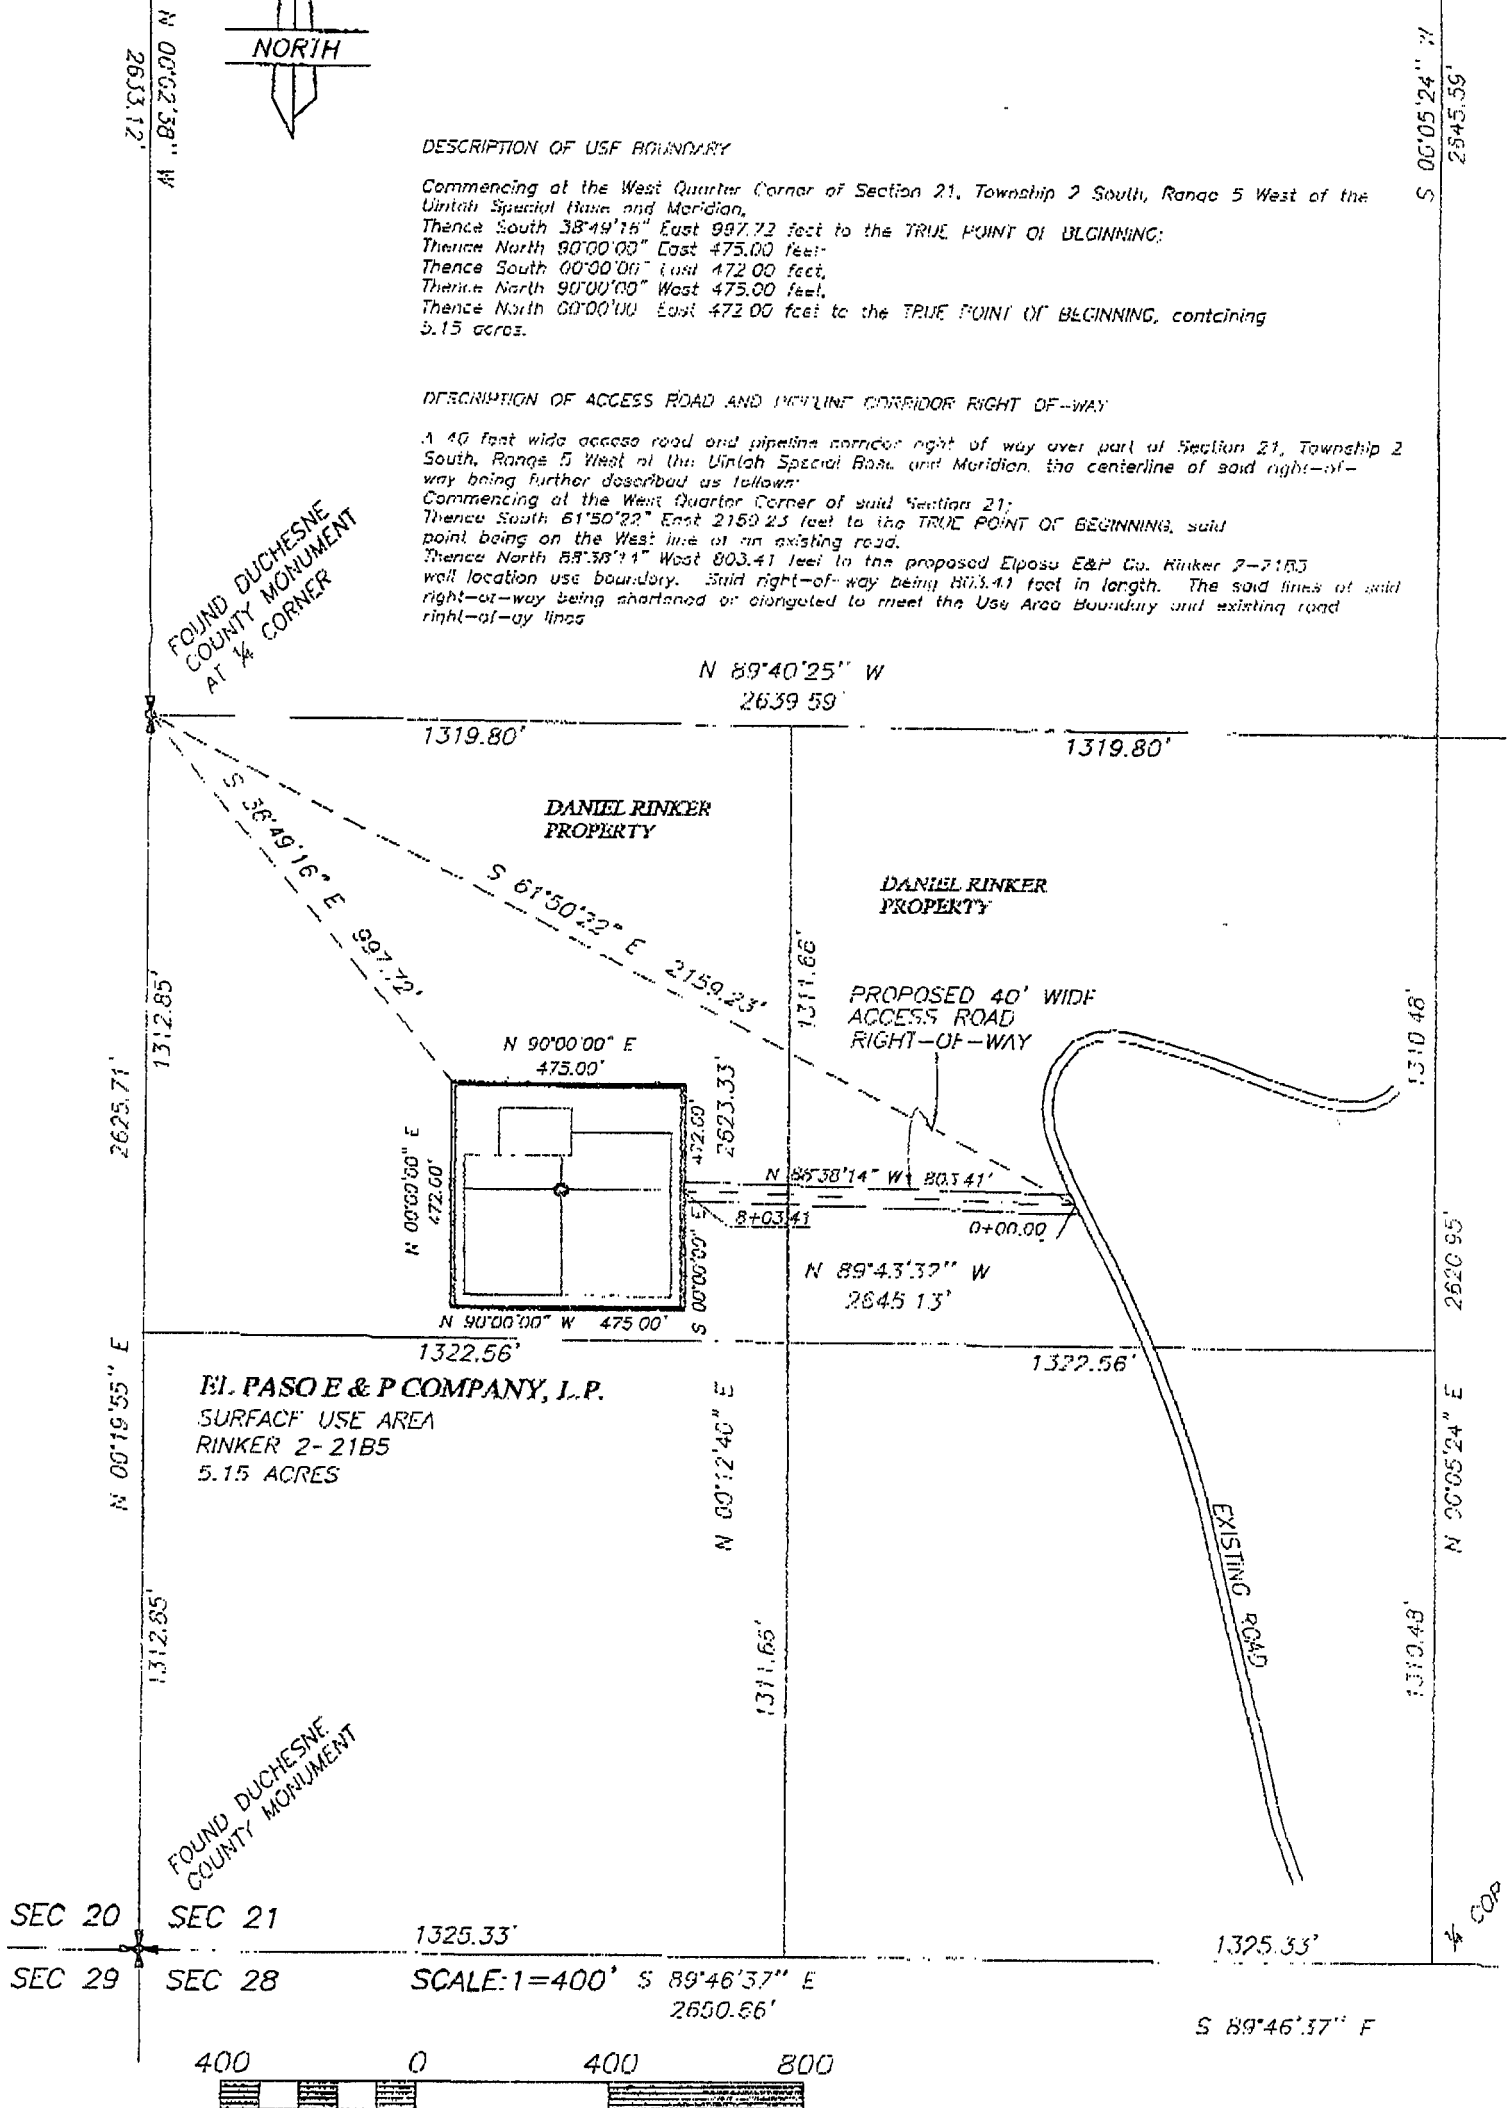 NORTH
N 00°02'38" W
2633.12'
S 00°05'24" W
2645.59'
DESCRIPTION OF USE BOUNDARY
Commencing at the West Quarter Corner of Section 21, Township 2 South, Range 5 West of the
Uintah Special Base and Meridian,
Thence South 38°49'16" East 997.72 feet to the TRUE POINT OF BEGINNING;
Thence North 90°00'00" East 475.00 feet;
Thence South 00°00'00" East 472.00 feet,
Thence North 90°00'00" West 475.00 feet,
Thence North 00°00'00 East 472.00 feet to the TRUE POINT OF BEGINNING, containing
5.15 acres.
DESCRIPTION OF ACCESS ROAD AND PIPELINE CORRIDOR RIGHT OF-WAY
A 40 feet wide access road and pipeline corridor right of way over part of Section 21, Township 2
South, Range 5 West of the Uintah Special Base and Meridian, the centerline of said right-of-
way being further described as follows:
Commencing at the West Quarter Corner of said Section 21;
Thence South 61°50'22" East 2159.23 feet to the TRUE POINT OF BEGINNING, said
point being on the West line of an existing road.
Thence North 88°38'14" West 803.41 feet to the proposed Elpaso E&P Co. Rinker 2-21B5
well location use boundary. Said right-of-way being 803.41 feet in length. The said lines of said
right-of-way being shortened or elongated to meet the Use Area Boundary and existing road
right-of-ay lines
FOUND DUCHESNE
COUNTY MONUMENT
AT ¼ CORNER
N 89°40'25" W
2639.59'
1319.80'
1319.80'
DANIEL RINKER
PROPERTY
DANIEL RINKER
PROPERTY
S 38°49'16" E 997.72'
S 61°50'22" E 2159.23'
1312.85'
2625.71'
1311.66'
1310.48'
PROPOSED 40' WIDE
ACCESS ROAD
RIGHT-OF-WAY
N 90°00'00" E
475.00'
N 00°00'00" E
472.00'
472.00'
S 00°00'00" E
2623.33'
N 88°38'14" W 803.41'
8+03.41
0+00.00
N 89°43'32" W
2645.13'
2620.95'
N 90°00'00" W 475.00'
1322.56'
1322.56'
EL PASO E & P COMPANY, L.P.
SURFACE USE AREA
RINKER 2-21B5
5.15 ACRES
N 00°19'55" E
N 00°12'40" E
N 00°05'24" E
EXISTING ROAD
1312.85'
1311.65'
1310.48'
FOUND DUCHESNE
COUNTY MONUMENT
SEC 20 SEC 21
SEC 29 SEC 28
1325.33'
1325.33'
¼ COR
SCALE:1=400' S 89°46'37" E
2650.66'
S 89°46'37" E
400 0 400 800